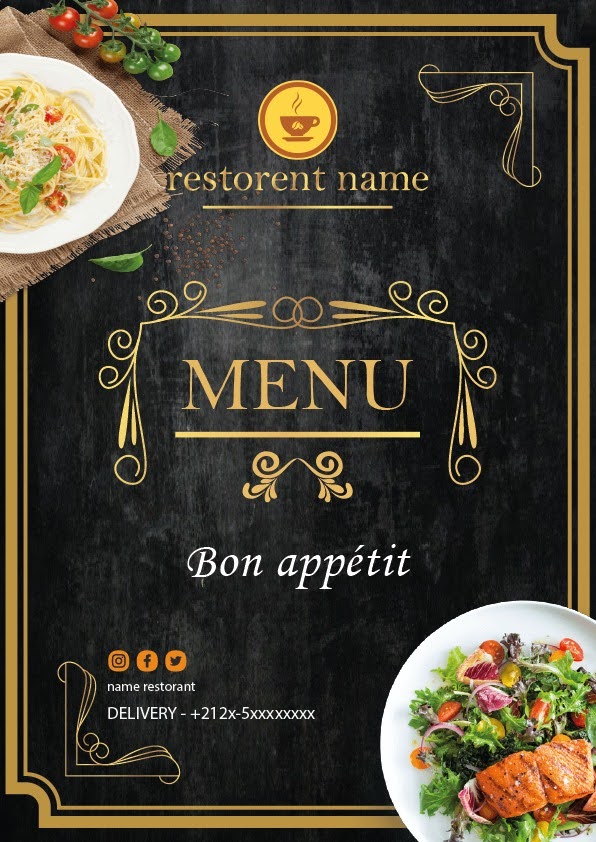 restorent name
MENU
Bon appétit
name restorant
DELIVERY - +212x-5xxxxxxxx